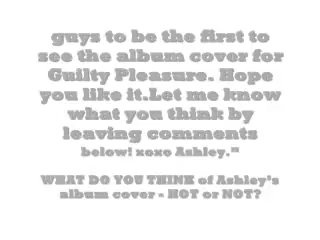 guys to be the first to
see the album cover for
Guilty Pleasure. Hope
you like it.Let me know
what you think by
leaving comments
below! xoxo Ashley."
WHAT DO YOU THINK of Ashley's
album cover - HOT or NOT?